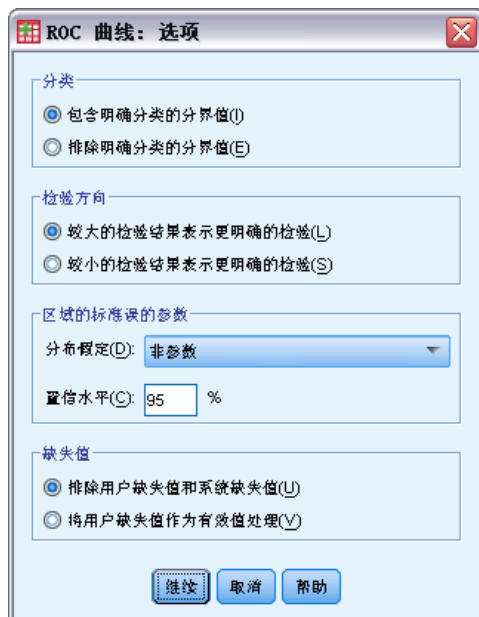 ROC 曲线：选项
分类
包含明确分类的分界值(I)
排除明确分类的分界值(E)
检验方向
较大的检验结果表示更明确的检验(L)
较小的检验结果表示更明确的检验(S)
区域的标准误的参数
分布假定(D): 非参数
置信水平(C): 95 %
缺失值
排除用户缺失值和系统缺失值(U)
将用户缺失值作为有效值处理(V)
继续 取消 帮助